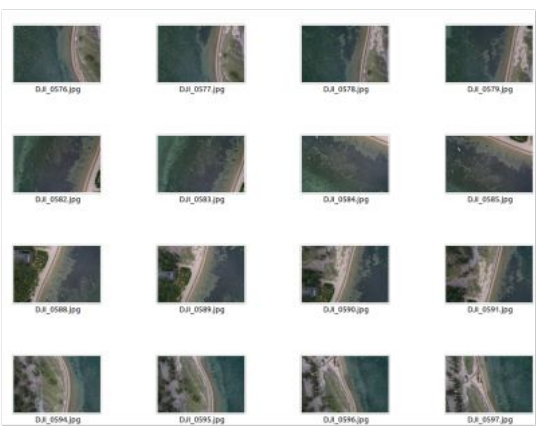 DJI_0576.jpg DJI_0577.jpg DJI_0578.jpg DJI_0579.jpg
DJI_0582.jpg DJI_0583.jpg DJI_0584.jpg DJI_0585.jpg
DJI_0588.jpg DJI_0589.jpg DJI_0590.jpg DJI_0591.jpg
DJI_0594.jpg DJI_0595.jpg DJI_0596.jpg DJI_0597.jpg